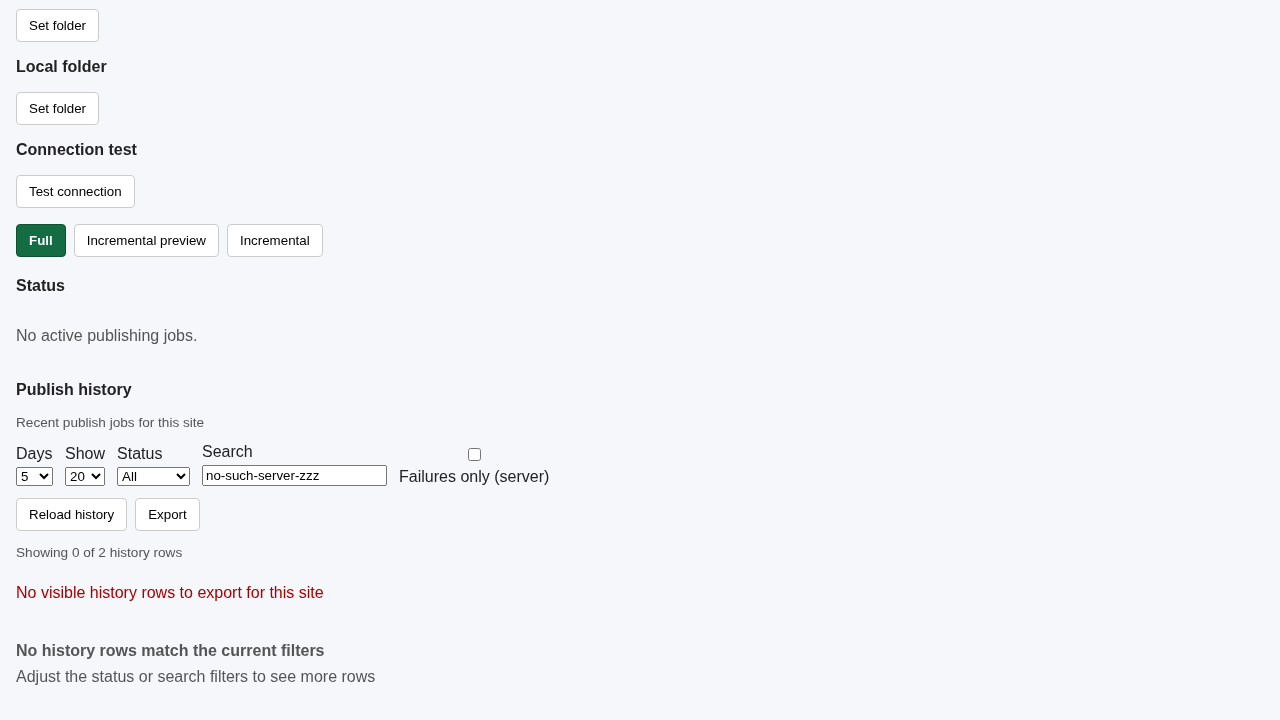 Set folder
Local folder
Set folder
Connection test
Test connection
Full Incremental preview Incremental
Status
No active publishing jobs.
Publish history
Recent publish jobs for this site
Days Show Status Search
5 20 All no-such-server-zzz Failures only (server)
Reload history Export
Showing 0 of 2 history rows
No visible history rows to export for this site
No history rows match the current filters
Adjust the status or search filters to see more rows